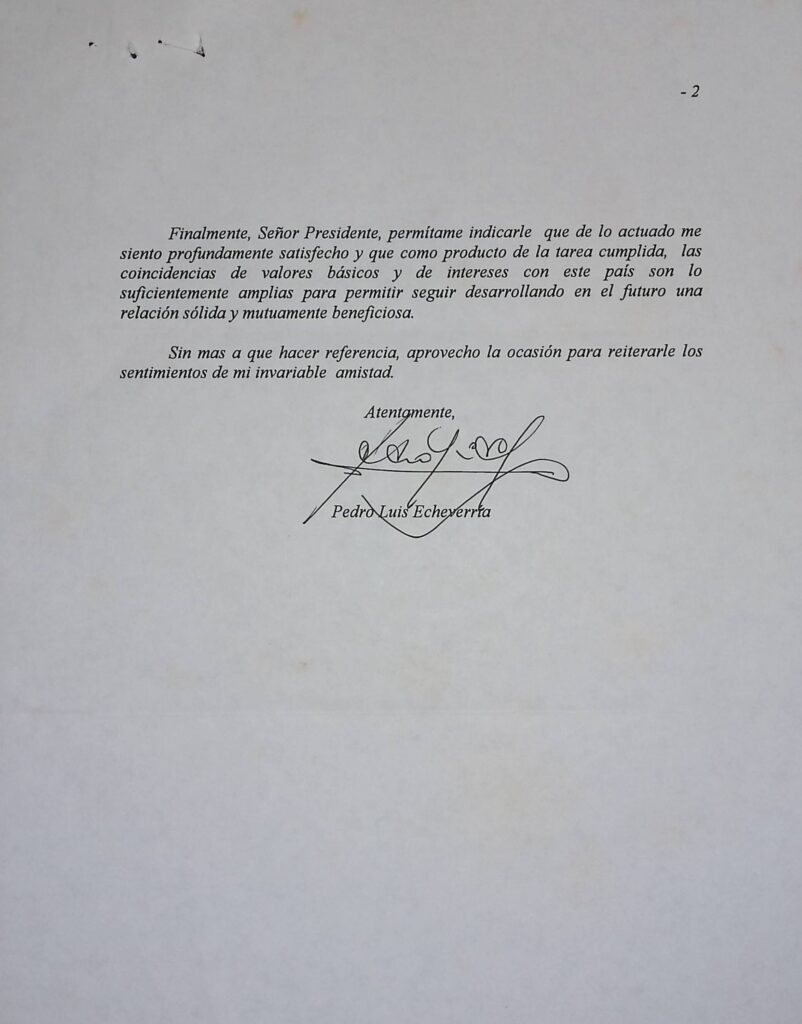 - 2
Finalmente, Señor Presidente, permítame indicarle que de lo actuado me
siento profundamente satisfecho y que como producto de la tarea cumplida, las
coincidencias de valores básicos y de intereses con este país son lo
suficientemente amplias para permitir seguir desarrollando en el futuro una
relación sólida y mutuamente beneficiosa.
Sin mas a que hacer referencia, aprovecho la ocasión para reiterarle los
sentimientos de mi invariable amistad.
Atentamente,
Pedro Luis Echeverria